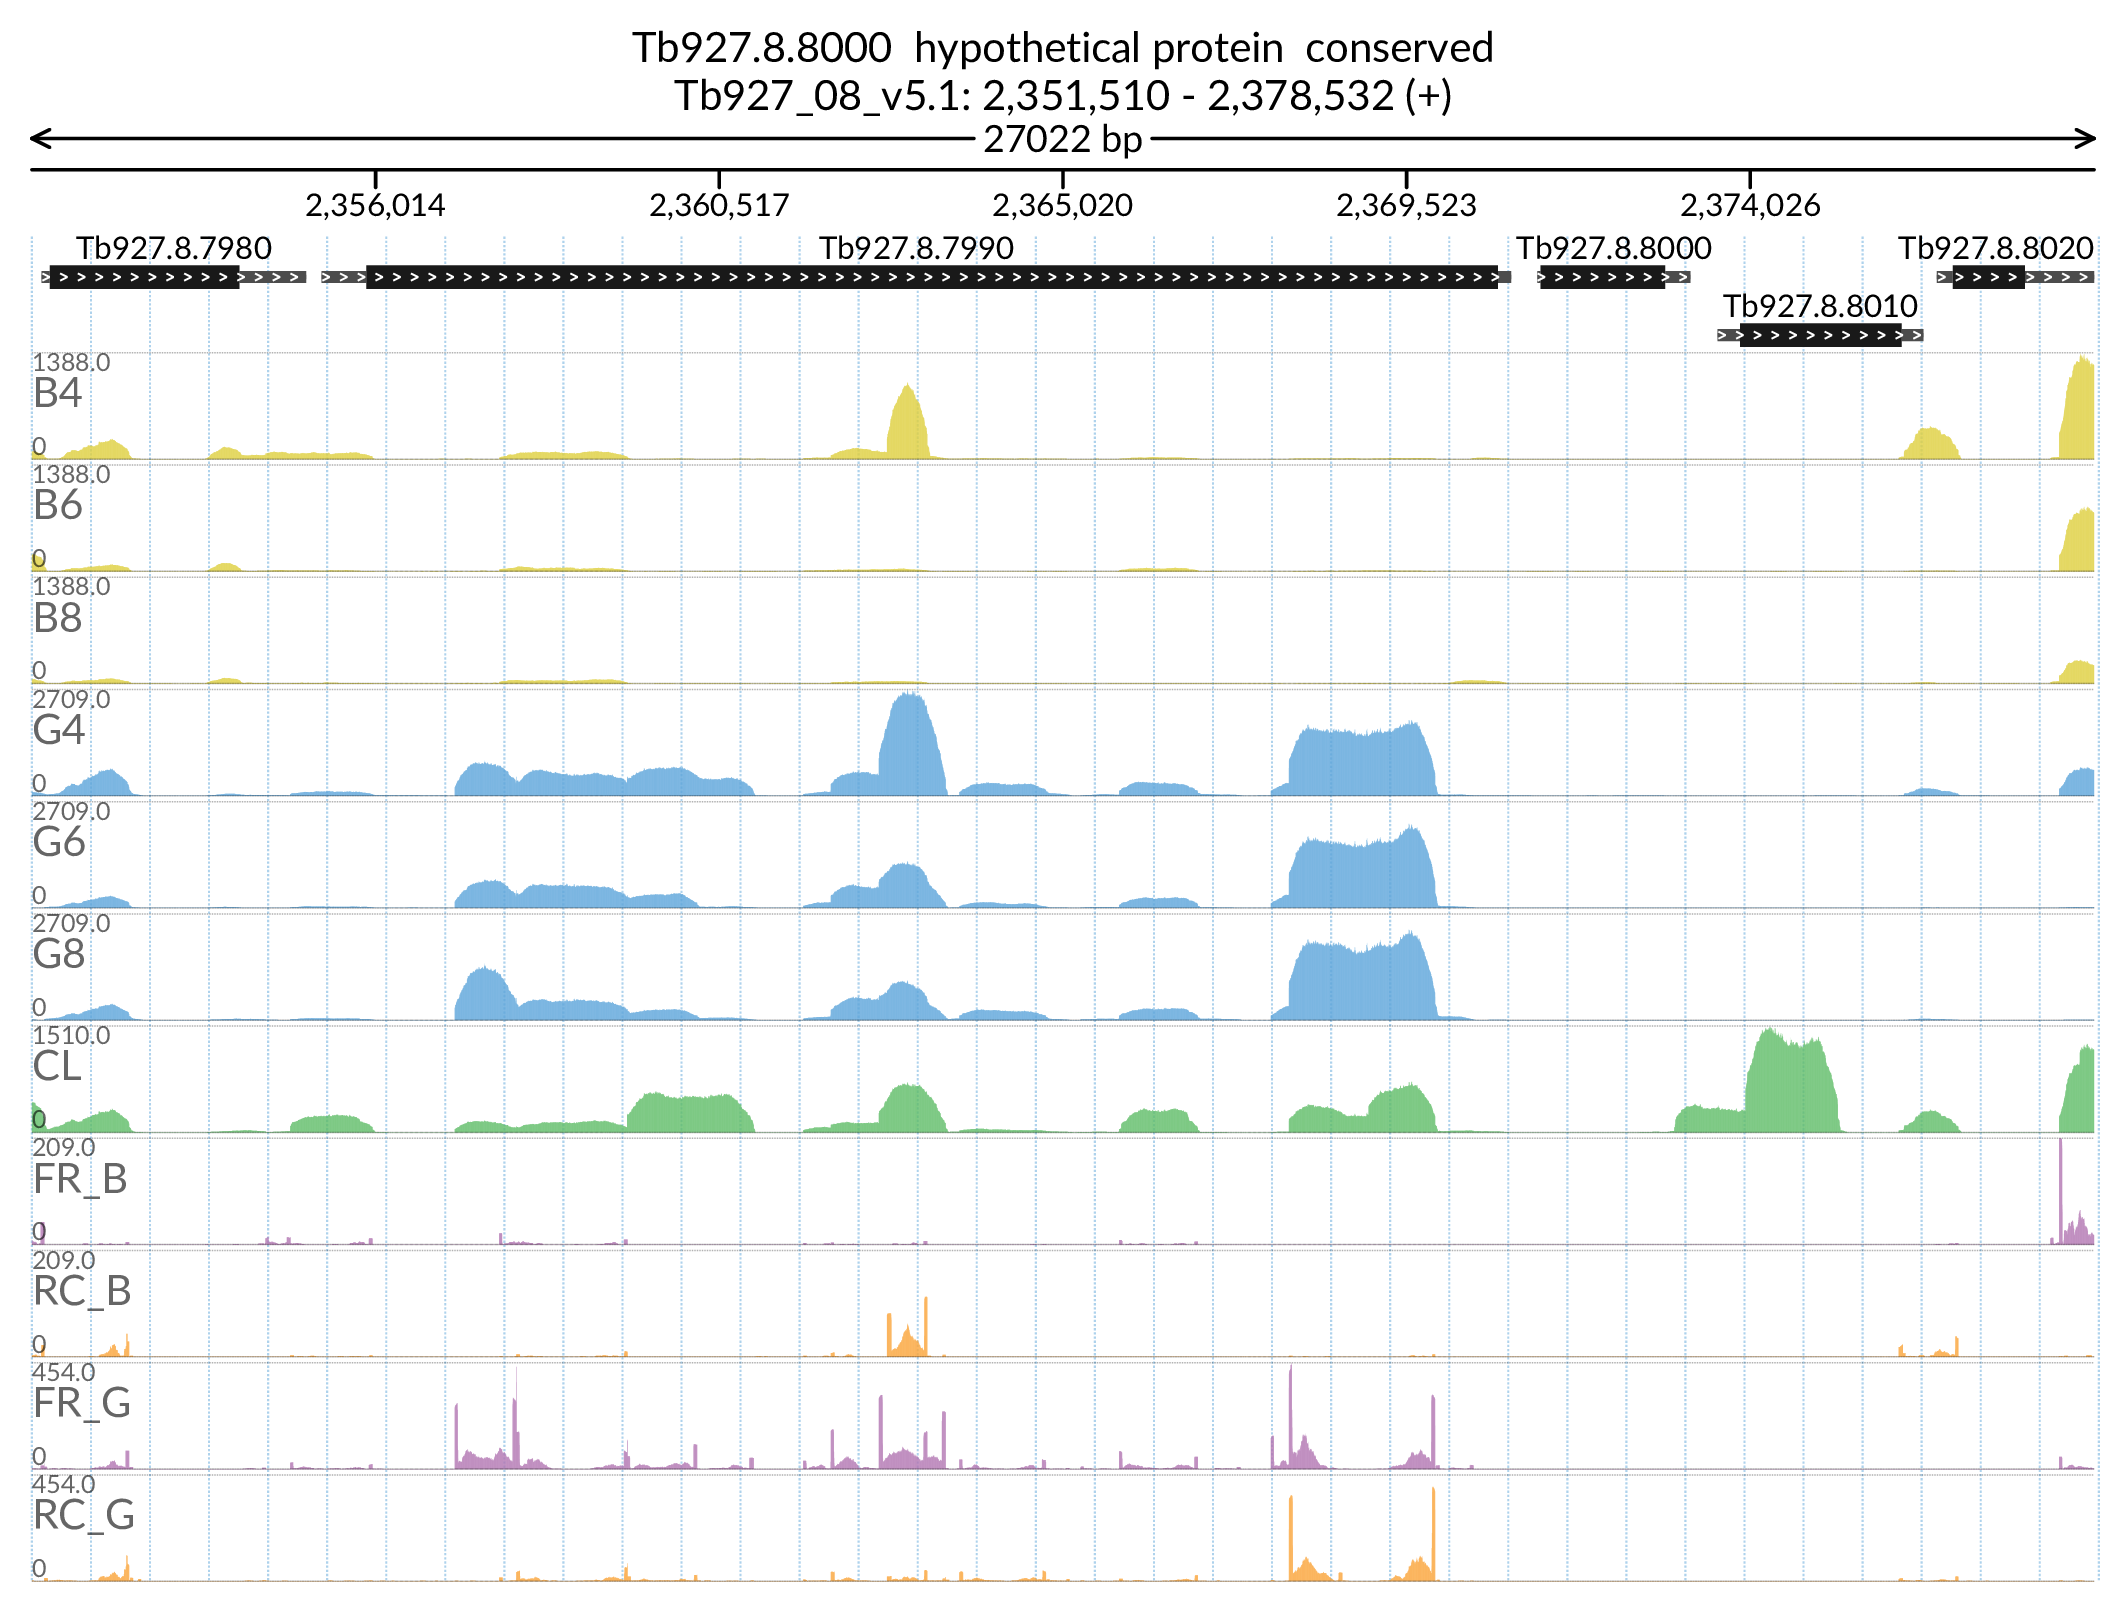 Tb927.8.8000  hypothetical protein  conserved
Tb927_08_v5.1: 2,351,510 - 2,378,532 (+)
27022 bp
2,356,014 2,360,517 2,365,020 2,369,523 2,374,026
Tb927.8.7980 Tb927.8.7990 Tb927.8.8000 Tb927.8.8020
Tb927.8.8010
1388.0
B4
0
1388.0
B6
0
1388.0
B8
0
2709.0
G4
0
2709.0
G6
0
2709.0
G8
0
1510.0
CL
0
209.0
FR_B
0
209.0
RC_B
0
454.0
FR_G
0
454.0
RC_G
0